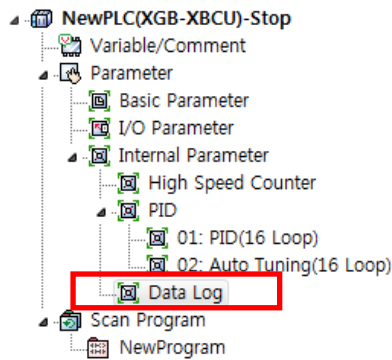 NewPLC(XGB-XBCU)-Stop
Variable/Comment
Parameter
Basic Parameter
I/O Parameter
Internal Parameter
High Speed Counter
PID
01: PID(16 Loop)
02: Auto Tuning(16 Loop)
Data Log
Scan Program
NewProgram